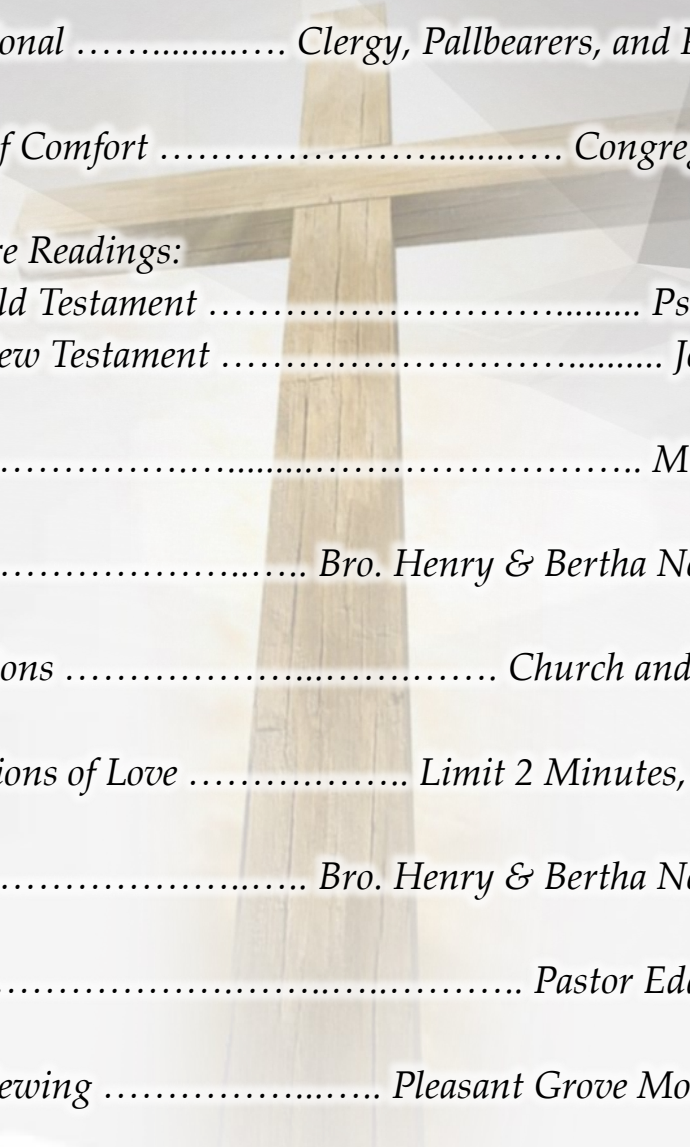 onal ……..........…. Clergy, Pallbearers, and
f Comfort …………………….........…. Congreg
re Readings:
ld Testament ………………………….......... Ps
ew Testament …………………………........... J
…………….…..........………………………….. M
…………………..….. Bro. Henry & Bertha N
ons …………………...…….……. Church and
ions of Love ………..……….. Limit 2 Minutes,
…………………..….. Bro. Henry & Bertha N
…………………..…...…..……….. Pastor Ed
ewing ………………...….. Pleasant Grove Mo